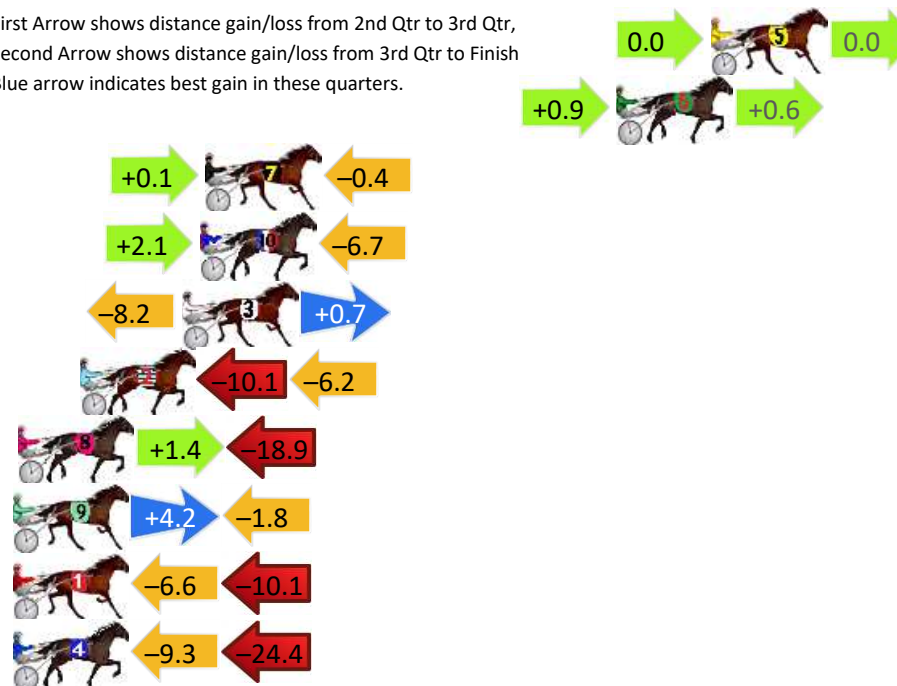 irst Arrow shows distance gain/loss from 2nd Qtr to 3rd Qtr,
econd Arrow shows distance gain/loss from 3rd Qtr to Finish
lue arrow indicates best gain in these quarters.
0.0 5 0.0
+0.9 6 +0.6
+0.1 7 –0.4
+2.1 10 –6.7
–8.2 3 +0.7
2 –10.1 –6.2
8 +1.4 –18.9
9 +4.2 –1.8
1 –6.6 –10.1
4 –9.3 –24.4